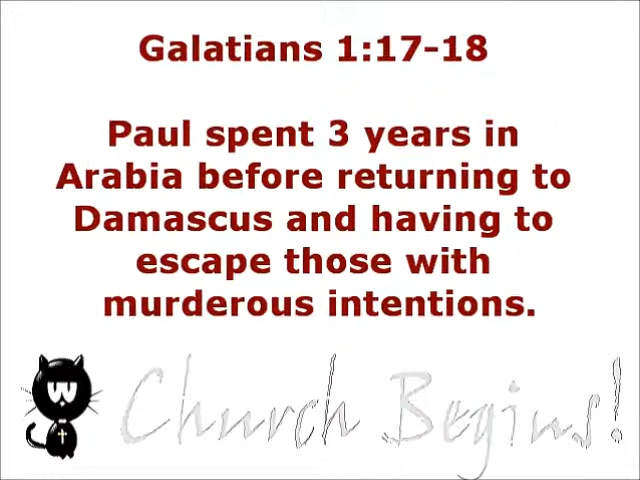 Galatians 1:17-18
Paul spent 3 years in
Arabia before returning to
Damascus and having to
escape those with
murderous intentions.
Church Begins!